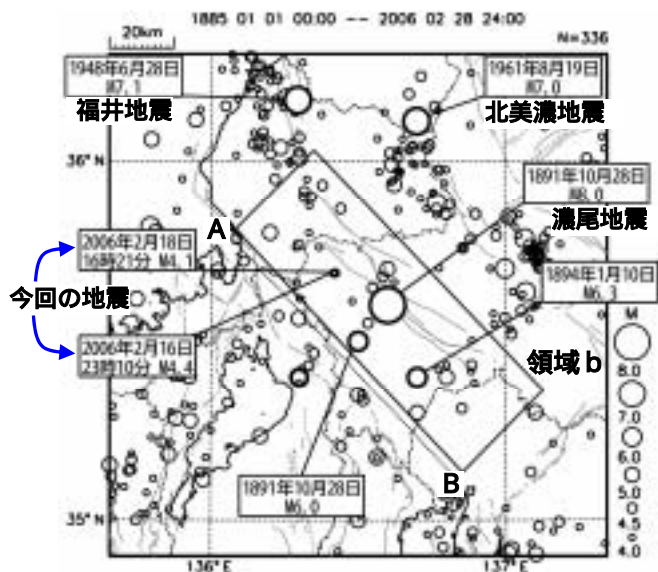 1885 01 01 00:00 -- 2006 02 28 24:00
20km
N=336
1948年6月28日
M7.1
福井地震
1961年8月19日
M7.0
北美濃地震
36°N
1891年10月28日
M8.0
濃尾地震
A
2006年2月18日
16時21分 M4.1
今回の地震
1894年1月10日
M6.3
2006年2月16日
23時10分 M4.4
領域b
M
8.0
7.0
6.0
5.0
4.5
4.0
1891年10月28日
M6.0
B
35°N
136°E
137°E